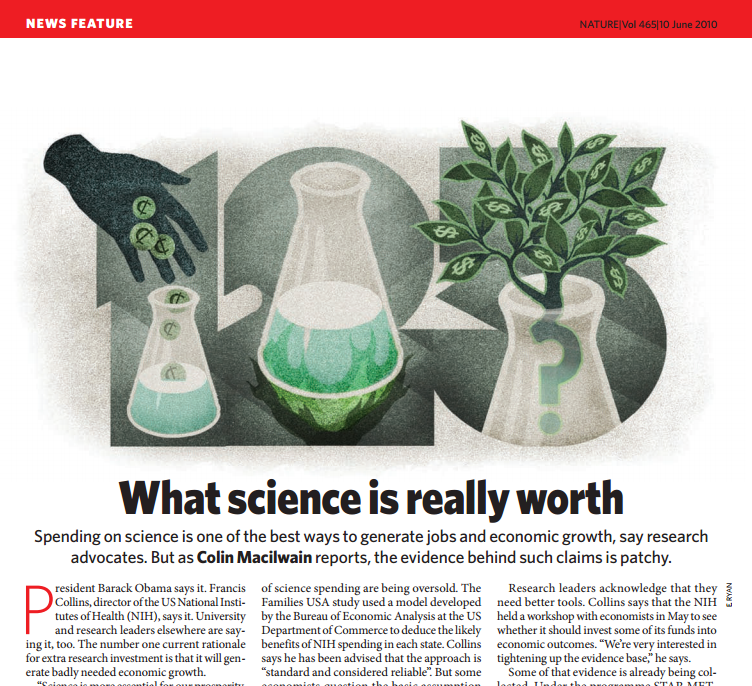 NEWS FEATURE
NATURE|Vol 465|10 June 2010
123
?
What science is really worth
Spending on science is one of the best ways to generate jobs and economic growth, say research
advocates. But as Colin Macilwain reports, the evidence behind such claims is patchy.
President Barack Obama says it. Francis
Collins, director of the US National Insti-
tutes of Health (NIH), says it. University
and research leaders elsewhere are say-
ing it, too. The number one current rationale
for extra research investment is that it will gen-
erate badly needed economic growth.
“Science is more essential for our prosperity,
of science spending are being oversold. The
Families USA study used a model developed
by the Bureau of Economic Analysis at the US
Department of Commerce to deduce the likely
benefits of NIH spending in each state. Collins
says he has been advised that the approach is
“standard and considered reliable”. But some
economists question the basic assumption
Research leaders acknowledge that they
need better tools. Collins says that the NIH
held a workshop with economists in May to see
whether it should invest some of its funds into
economic outcomes. “We’re very interested in
tightening up the evidence base,” he says.
Some of that evidence is already being col-
lected. Under the programme STAR MET-
E. RYAN